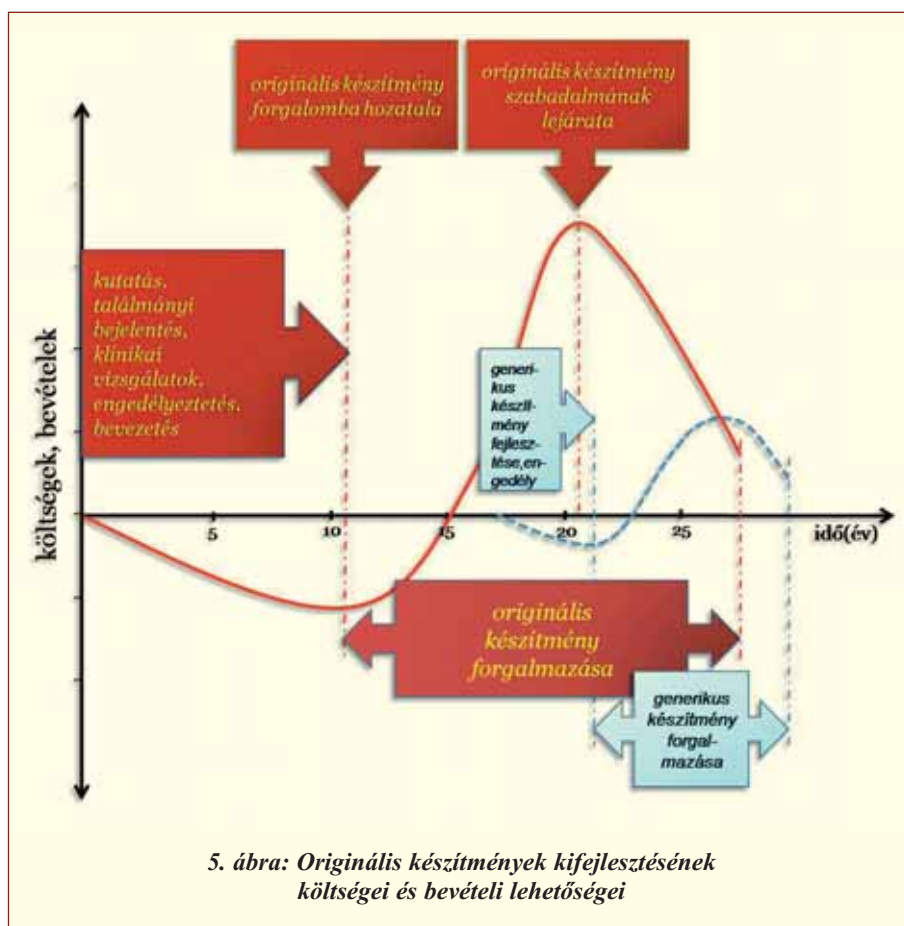 originális készítmény
forgalomba hozatala
originális készítmény
szabadalmának
lejárata
kutatás,
találmányi
bejelentés,
klinikai
vizsgálatok,
engedélyeztetés,
bevezetés
generi-
kus
készít-
mény
fejlesz-
tése,en-
gedély
költségek, bevételek
5
10
15
20
25
idő(év)
originális
készítmény
forgalmazása
generikus
készítmény
forgal-
mazása
5. ábra: Originális készítmények kifejlesztésének
költségei és bevételi lehetőségei